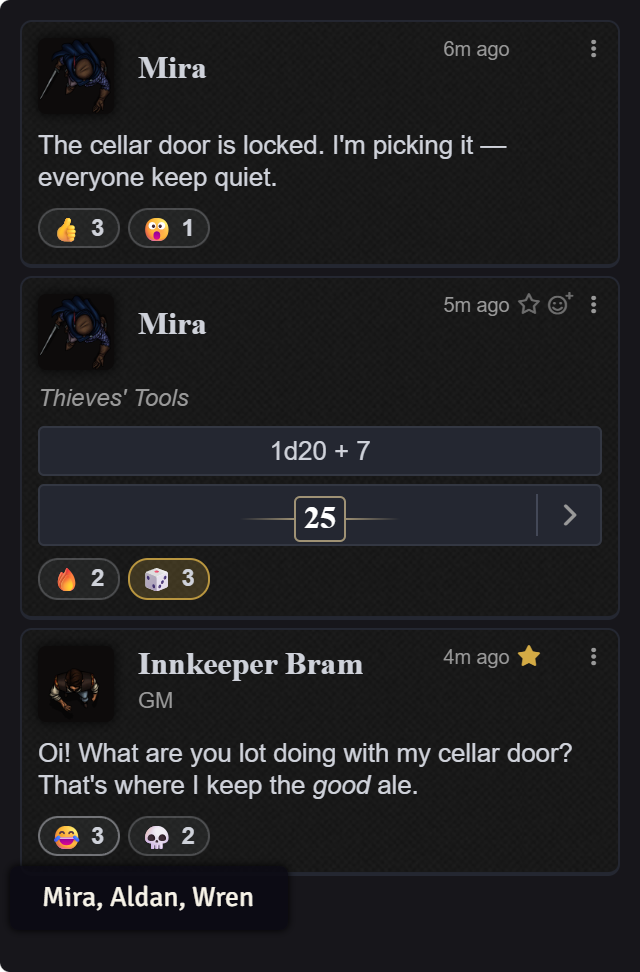 Mira
6m ago
The cellar door is locked. I'm picking it —
everyone keep quiet.
3 1
Mira
5m ago
Thieves' Tools
1d20 + 7
25
2 3
Innkeeper Bram
4m ago
GM
Oi! What are you lot doing with my cellar door?
That's where I keep the good ale.
3 2
Mira, Aldan, Wren